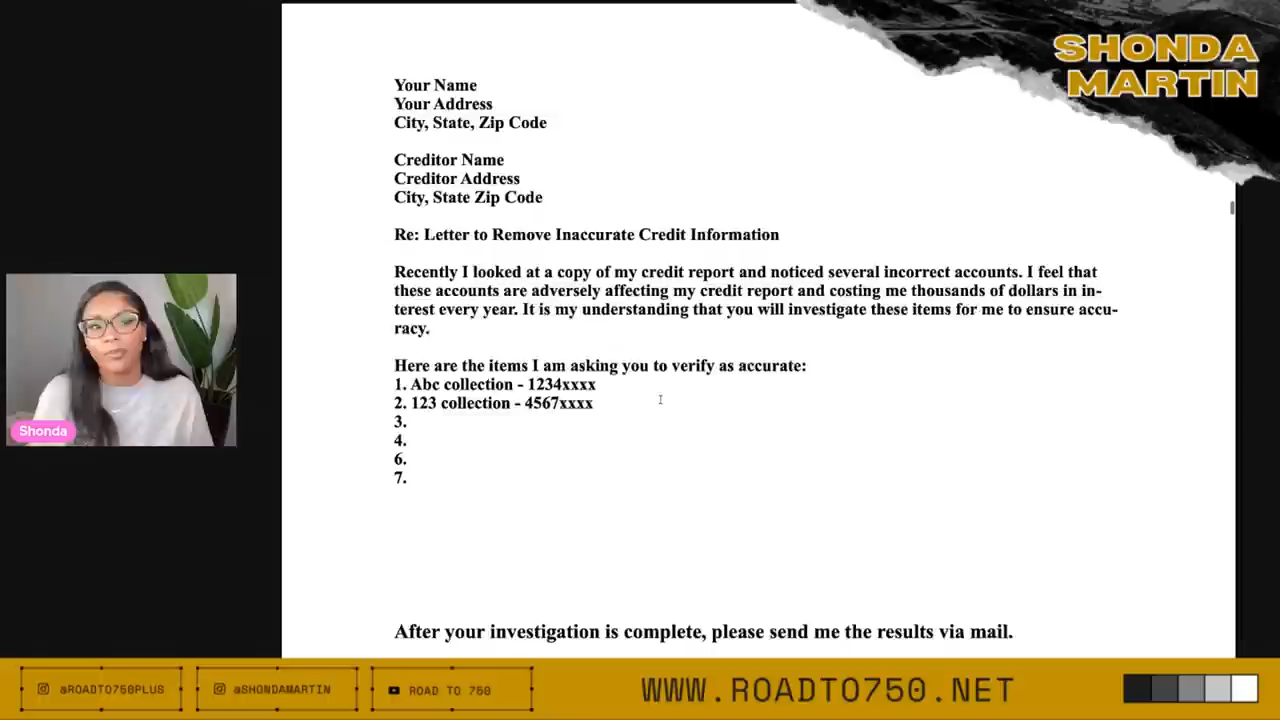 SHONDA
MARTIN
Your Name
Your Address
City, State, Zip Code
Creditor Name
Creditor Address
City, State Zip Code
Re: Letter to Remove Inaccurate Credit Information
Recently I looked at a copy of my credit report and noticed several incorrect accounts. I feel that
these accounts are adversely affecting my credit report and costing me thousands of dollars in in-
terest every year. It is my understanding that you will investigate these items for me to ensure accu-
racy.
Here are the items I am asking you to verify as accurate:
1. Abc collection - 1234xxxx
2. 123 collection - 4567xxxx
3.
4.
6.
7.
After your investigation is complete, please send me the results via mail.
Shonda
@ROADTO750PLUS
@SHONDAMARTIN
ROAD TO 750
WWW.ROADTO750.NET